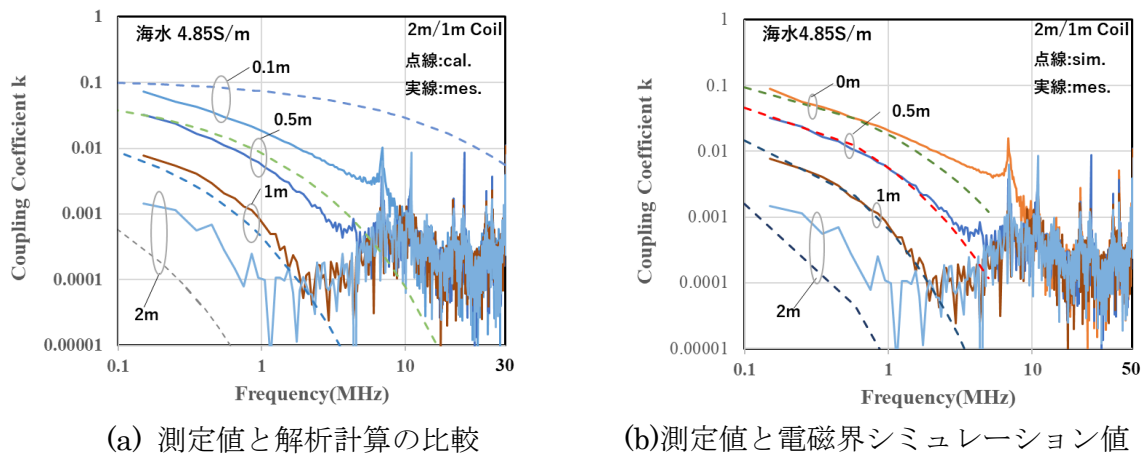 海水 4.85S/m
2m/1m Coil
点線:cal.
実線:mes.
0.1m
0.5m
1m
2m
1
0.1
0.01
0.001
0.0001
0.00001
Coupling Coefficient k
0.1
1
10
30
Frequency(MHz)
(a) 測定値と解析計算の比較
海水4.85S/m
2m/1m Coil
点線:sim.
実線:mes.
0m
0.5m
1m
2m
1
0.1
0.01
0.001
0.0001
0.00001
Coupling Coefficient k
0.1
1
10
50
Frequency(MHz)
(b)測定値と電磁界シミュレーション値